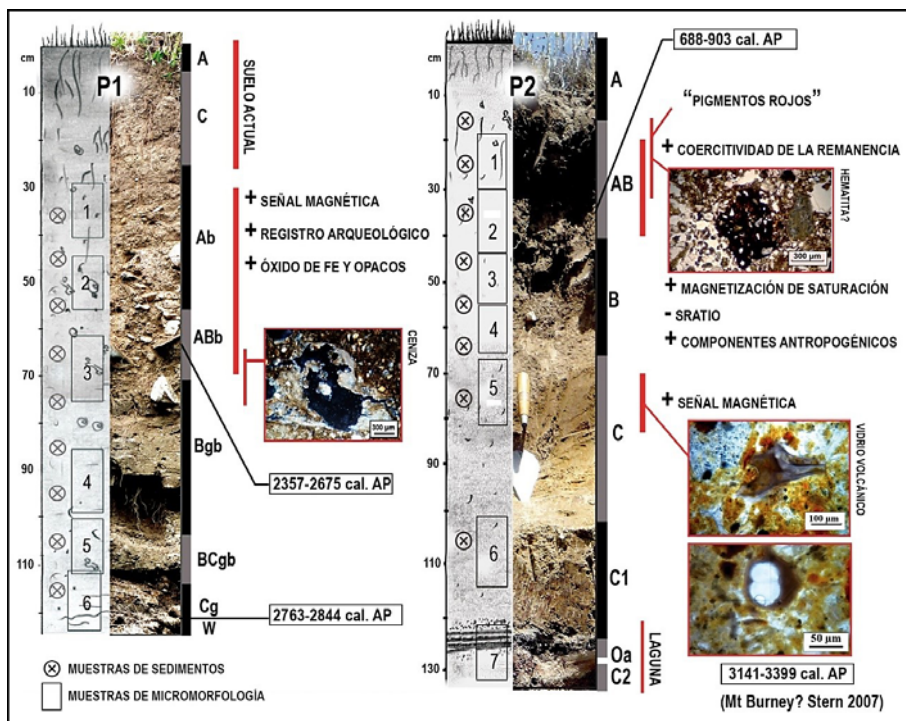 cm
P1
10
30
50
70
90
110
1
2
3
4
5
6
A
C
Ab
ABb
Bgb
BCgb
Cg
W
SUELO ACTUAL
+ SEÑAL MAGNÉTICA
+ REGISTRO ARQUEOLÓGICO
+ ÓXIDO DE FE Y OPACOS
CENIZA
300 µm
2357-2675 cal. AP
2763-2844 cal. AP
MUESTRAS DE SEDIMENTOS
MUESTRAS DE MICROMORFOLOGÍA
cm
P2
10
30
50
70
90
110
130
1
2
3
4
5
6
7
A
AB
B
C
C1
Oa
C2
688-903 cal. AP
“PIGMENTOS ROJOS”
+ COERCITIVIDAD DE LA REMANENCIA
HEMATITA?
300 µm
+ MAGNETIZACIÓN DE SATURACIÓN
- SRATIO
+ COMPONENTES ANTROPOGÉNICOS
+ SEÑAL MAGNÉTICA
VIDRIO VOLCÁNICO
100 µm
50 µm
LAGUNA
3141-3399 cal. AP
(Mt Burney? Stern 2007)